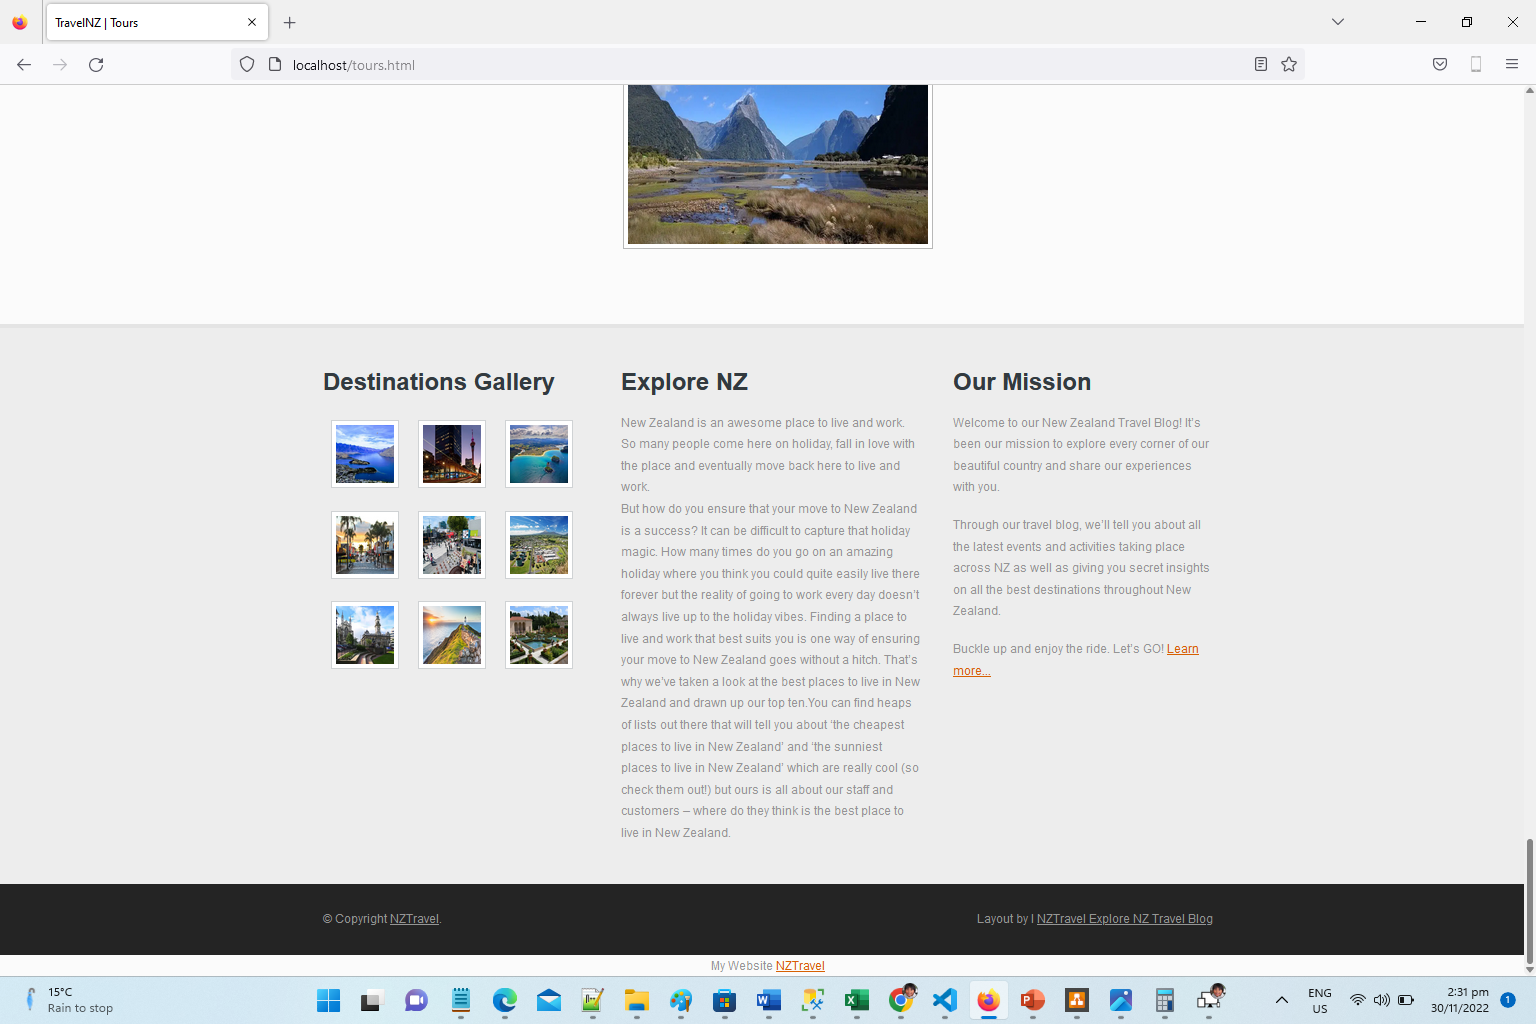 TravelNZ | Tours
localhost/tours.html
Destinations Gallery
Explore NZ
New Zealand is an awesome place to live and work.
So many people come here on holiday, fall in love with
the place and eventually move back here to live and
work.
But how do you ensure that your move to New Zealand
is a success? It can be difficult to capture that holiday
magic. How many times do you go on an amazing
holiday where you think you could quite easily live there
forever but the reality of going to work every day doesn't
always live up to the holiday vibes. Finding a place to
live and work that best suits you is one way of ensuring
your move to New Zealand goes without a hitch. That's
why we've taken a look at the best places to live in New
Zealand and drawn up our top ten.You can find heaps
of lists out there that will tell you about 'the cheapest
places to live in New Zealand' and 'the sunniest
places to live in New Zealand' which are really cool (so
check them out!) but ours is all about our staff and
customers – where do they think is the best place to
live in New Zealand.
Our Mission
Welcome to our New Zealand Travel Blog! It's
been our mission to explore every corner of our
beautiful country and share our experiences
with you.
Through our travel blog, we'll tell you about all
the latest events and activities taking place
across NZ as well as giving you secret insights
on all the best destinations throughout New
Zealand.
Buckle up and enjoy the ride. Let's GO! Learn
more...
© Copyright NZTravel.
Layout by I NZTravel Explore NZ Travel Blog
My Website NZTravel
15°C
Rain to stop
ENG
US
2:31 pm
30/11/2022
1